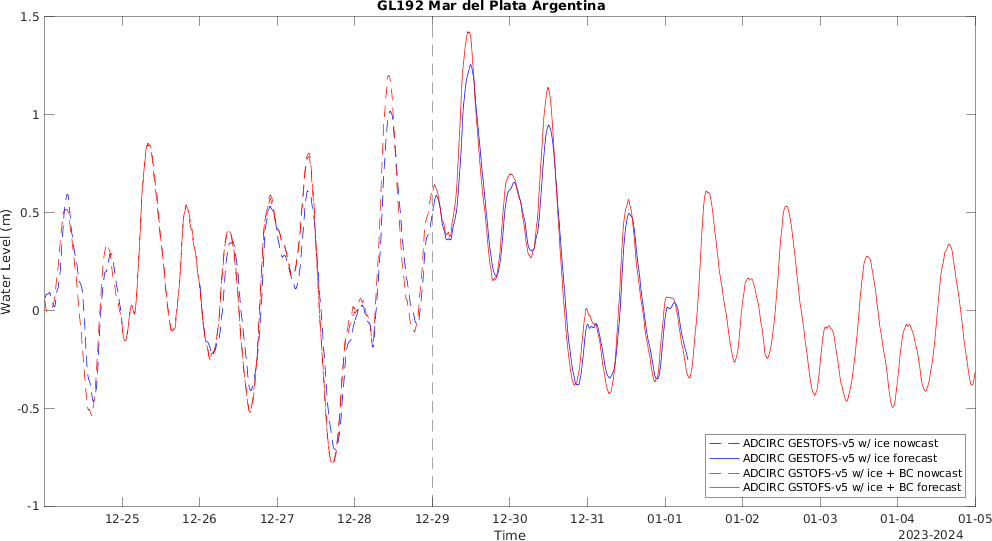 GL192 Mar del Plata Argentina
1.5
1
0.5
0
-0.5
-1
Water Level (m)
12-25 12-26 12-27 12-28 12-29 12-30 12-31 01-01 01-02 01-03 01-04 01-05
Time
2023-2024
ADCIRC GESTOFS-v5 w/ ice nowcast
ADCIRC GESTOFS-v5 w/ ice forecast
ADCIRC GSTOFS-v5 w/ ice + BC nowcast
ADCIRC GSTOFS-v5 w/ ice + BC forecast